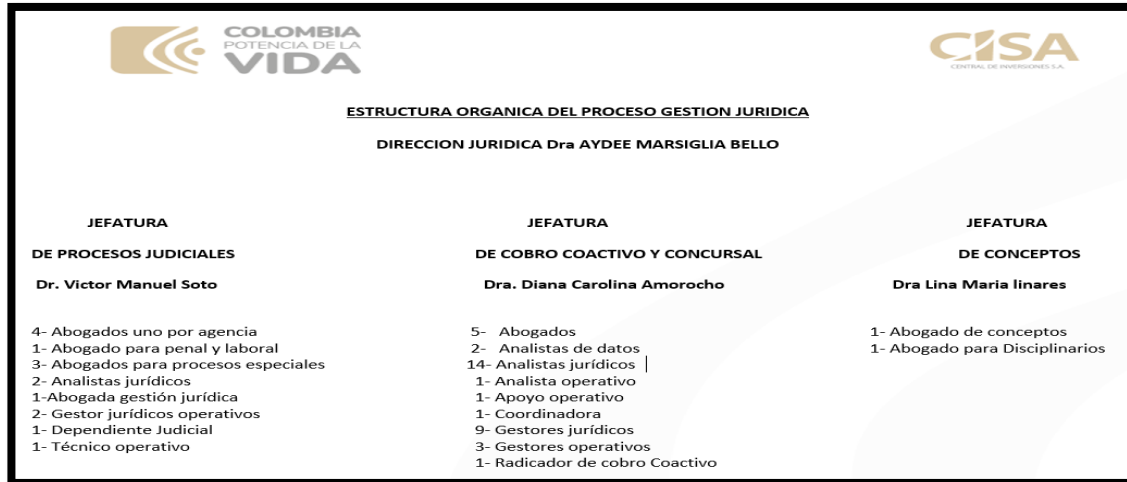 COLOMBIA
POTENCIA DE LA
VIDA
CISA
CENTRAL DE INVERSIONES S.A.
ESTRUCTURA ORGANICA DEL PROCESO GESTION JURIDICA
DIRECCION JURIDICA Dra AYDEE MARSIGLIA BELLO
JEFATURA
DE PROCESOS JUDICIALES
Dr. Victor Manuel Soto
4- Abogados uno por agencia
1- Abogado para penal y laboral
3- Abogados para procesos especiales
2- Analistas jurídicos
1-Abogada gestión jurídica
2- Gestor jurídicos operativos
1- Dependiente Judicial
1- Técnico operativo
JEFATURA
DE COBRO COACTIVO Y CONCURSAL
Dra. Diana Carolina Amorocho
5- Abogados
2- Analistas de datos
14- Analistas jurídicos
1- Analista operativo
1- Apoyo operativo
1- Coordinadora
9- Gestores jurídicos
3- Gestores operativos
1- Radicador de cobro Coactivo
JEFATURA
DE CONCEPTOS
Dra Lina Maria linares
1- Abogado de conceptos
1- Abogado para Disciplinarios